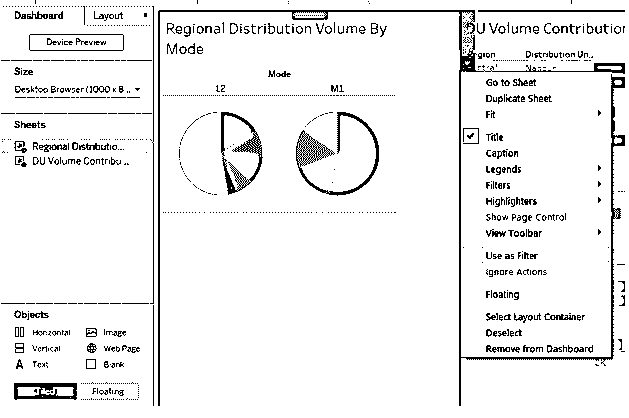 Dashboard
Layout
Device Preview
Size
Desktop Browser (1000 x 8...
Sheets
Regional Distributio...
DU Volume Contribu...
Objects
Horizontal
Image
Vertical
Web Page
Text
Blank
Tiled
Floating
Regional Distribution Volume By
Mode
Mode
12
M1
DU Volume Contribution
Region
Distribution Un..
Go to Sheet
Duplicate Sheet
Fit
Title
Caption
Legends
Filters
Highlighters
Show Page Control
View Toolbar
Use as Filter
Ignore Actions
Floating
Select Layout Container
Deselect
Remove from Dashboard